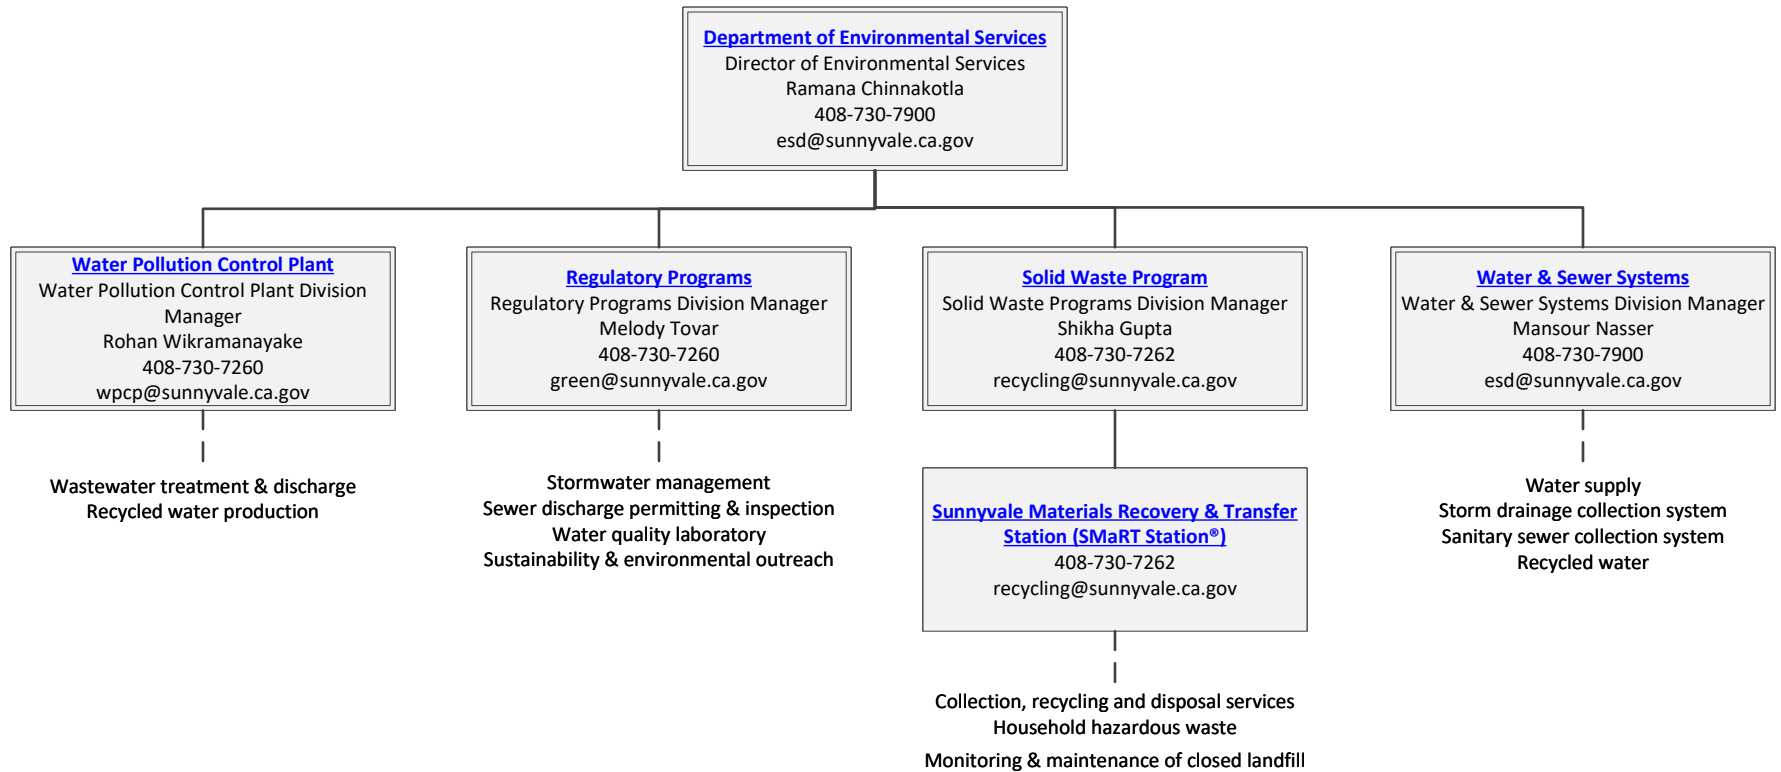 Department of Environmental Services
Director of Environmental Services
Ramana Chinnakotla
408-730-7900
esd@sunnyvale.ca.gov
Water Pollution Control Plant
Water Pollution Control Plant Division
Manager
Rohan Wikramanayake
408-730-7260
wpcp@sunnyvale.ca.gov
Wastewater treatment & discharge
Recycled water production
Regulatory Programs
Regulatory Programs Division Manager
Melody Tovar
408-730-7260
green@sunnyvale.ca.gov
Stormwater management
Sewer discharge permitting & inspection
Water quality laboratory
Sustainability & environmental outreach
Solid Waste Program
Solid Waste Programs Division Manager
Shikha Gupta
408-730-7262
recycling@sunnyvale.ca.gov
Sunnyvale Materials Recovery & Transfer
Station (SMaRT Station®)
408-730-7262
recycling@sunnyvale.ca.gov
Collection, recycling and disposal services
Household hazardous waste
Monitoring & maintenance of closed landfill
Water & Sewer Systems
Water & Sewer Systems Division Manager
Mansour Nasser
408-730-7900
esd@sunnyvale.ca.gov
Water supply
Storm drainage collection system
Sanitary sewer collection system
Recycled water